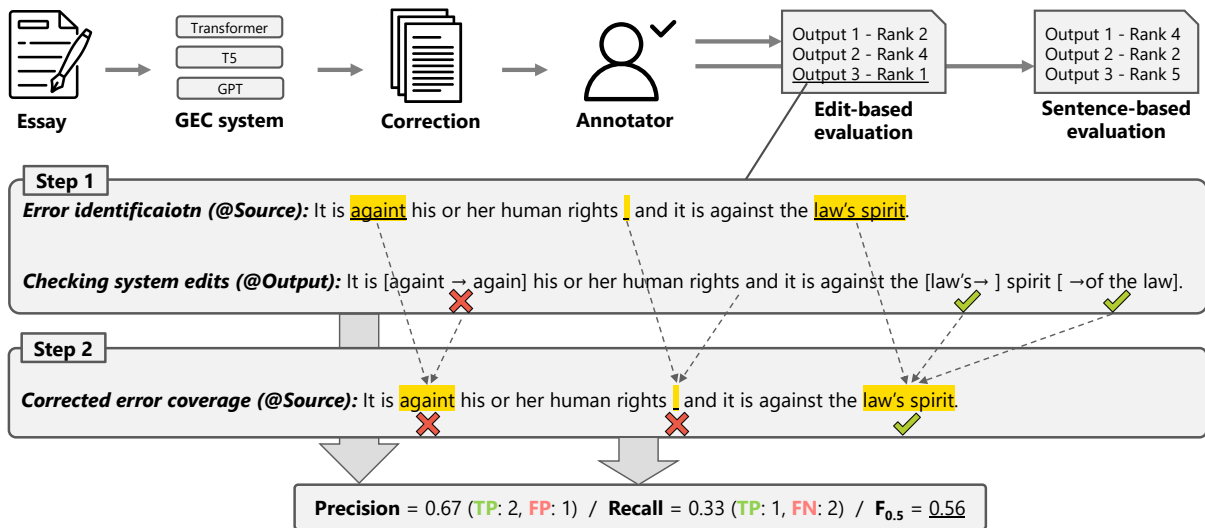 Transformer
T5
GPT
Essay
GEC system
Correction
Annotator
Output 1 - Rank 2
Output 2 - Rank 4
Output 3 - Rank 1
Edit-based
evaluation
Output 1 - Rank 4
Output 2 - Rank 2
Output 3 - Rank 5
Sentence-based
evaluation
Step 1
Error identificaiotn (@Source): It is againt his or her human rights and it is against the law's spirit.
Checking system edits (@Output): It is [againt → again] his or her human rights and it is against the [law's→ ] spirit [ →of the law].
Step 2
Corrected error coverage (@Source): It is againt his or her human rights and it is against the law's spirit.
Precision = 0.67 (TP: 2, FP: 1) / Recall = 0.33 (TP: 1, FN: 2) / F0.5 = 0.56